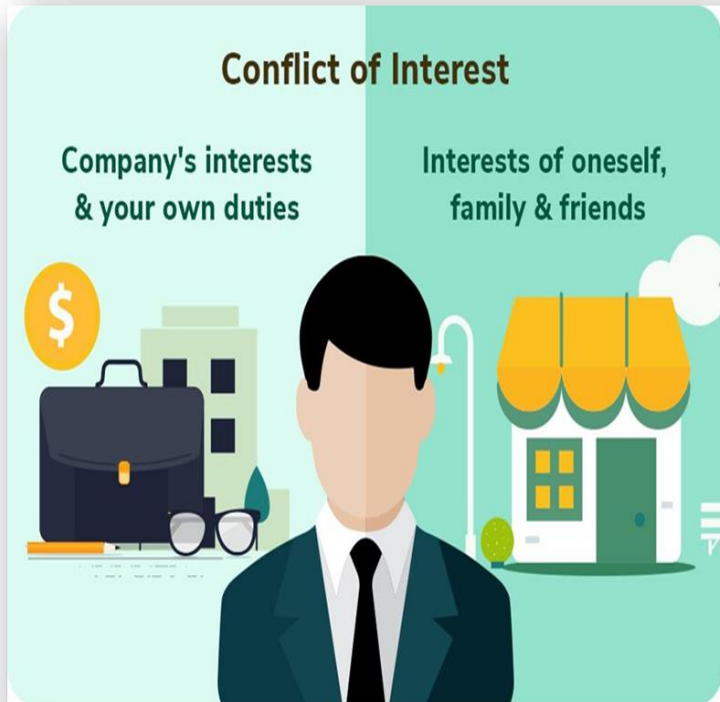 Conflict of Interest
Company's interests
& your own duties
Interests of oneself,
family & friends
$